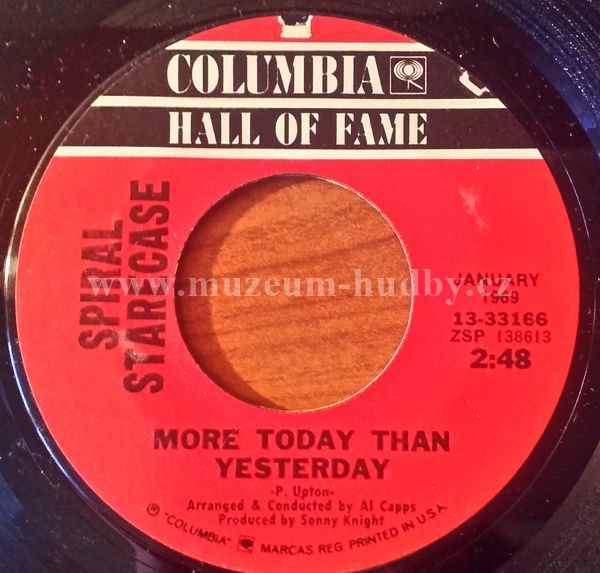 COLUMBIA
HALL OF FAME
SPIRAL
STARECASE
www.muzeum-hudby.cz
JANUARY
1969
13-33166
ZSP 138613
2:48
MORE TODAY THAN
YESTERDAY
-P. Upton-
Arranged & Conducted by Al Capps
Produced by Sonny Knight
℗ "COLUMBIA" MARCAS REG. PRINTED IN U.S.A.